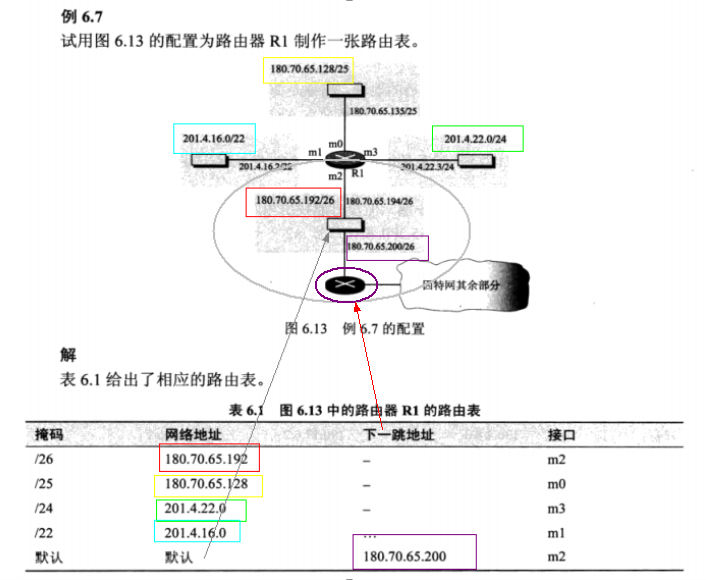 例 6.7
试用图 6.13 的配置为路由器 R1 制作一张路由表。
180.70.65.128/25
180.70.65.135/25
201.4.16.0/22
201.4.22.0/24
m0
m1
m3
201.4.16.2/22
R1
201.4.22.3/24
m2
180.70.65.192/26
180.70.65.194/26
180.70.65.200/26
因特网其余部分
图 6.13 例 6.7 的配置
解
表 6.1 给出了相应的路由表。
表 6.1 图 6.13 中的路由器 R1 的路由表
掩码 网络地址 下一跳地址 接口
/26 180.70.65.192 – m2
/25 180.70.65.128 – m0
/24 201.4.22.0 – m3
/22 201.4.16.0 … m1
默认 默认 180.70.65.200 m2